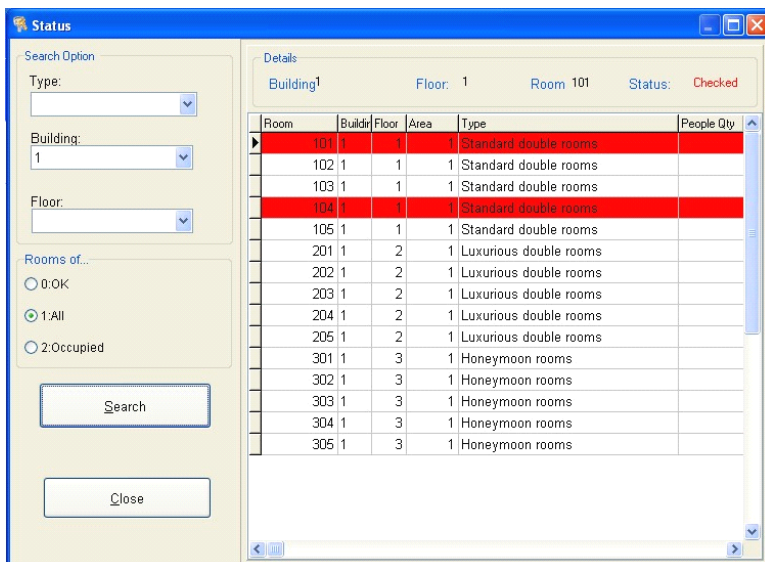 Status
Search Option
Type:
Building:
1
Floor:
Rooms of...
0:OK
1:All
2:Occupied
Search
Close
Details
Building 1 Floor: 1 Room 101 Status: Checked
Room Buildin Floor Area Type People Qty
101 1 1 1 Standard double rooms
102 1 1 1 Standard double rooms
103 1 1 1 Standard double rooms
104 1 1 1 Standard double rooms
105 1 1 1 Standard double rooms
201 1 2 1 Luxurious double rooms
202 1 2 1 Luxurious double rooms
203 1 2 1 Luxurious double rooms
204 1 2 1 Luxurious double rooms
205 1 2 1 Luxurious double rooms
301 1 3 1 Honeymoon rooms
302 1 3 1 Honeymoon rooms
303 1 3 1 Honeymoon rooms
304 1 3 1 Honeymoon rooms
305 1 3 1 Honeymoon rooms